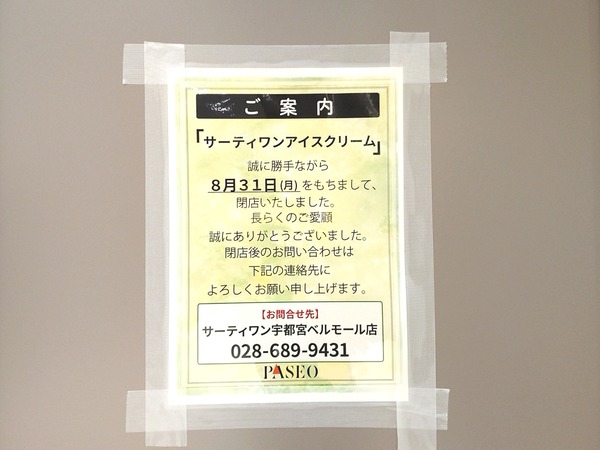 ご案内
「サーティワンアイスクリーム」
誠に勝手ながら
８月３１日(月)をもちまして、
閉店いたしました。
長らくのご愛顧
誠にありがとうございました。
閉店後のお問い合わせは
下記の連絡先に
よろしくお願い申し上げます。
【お問合せ先】
サーティワン宇都宮ベルモール店
028-689-9431
PASEO